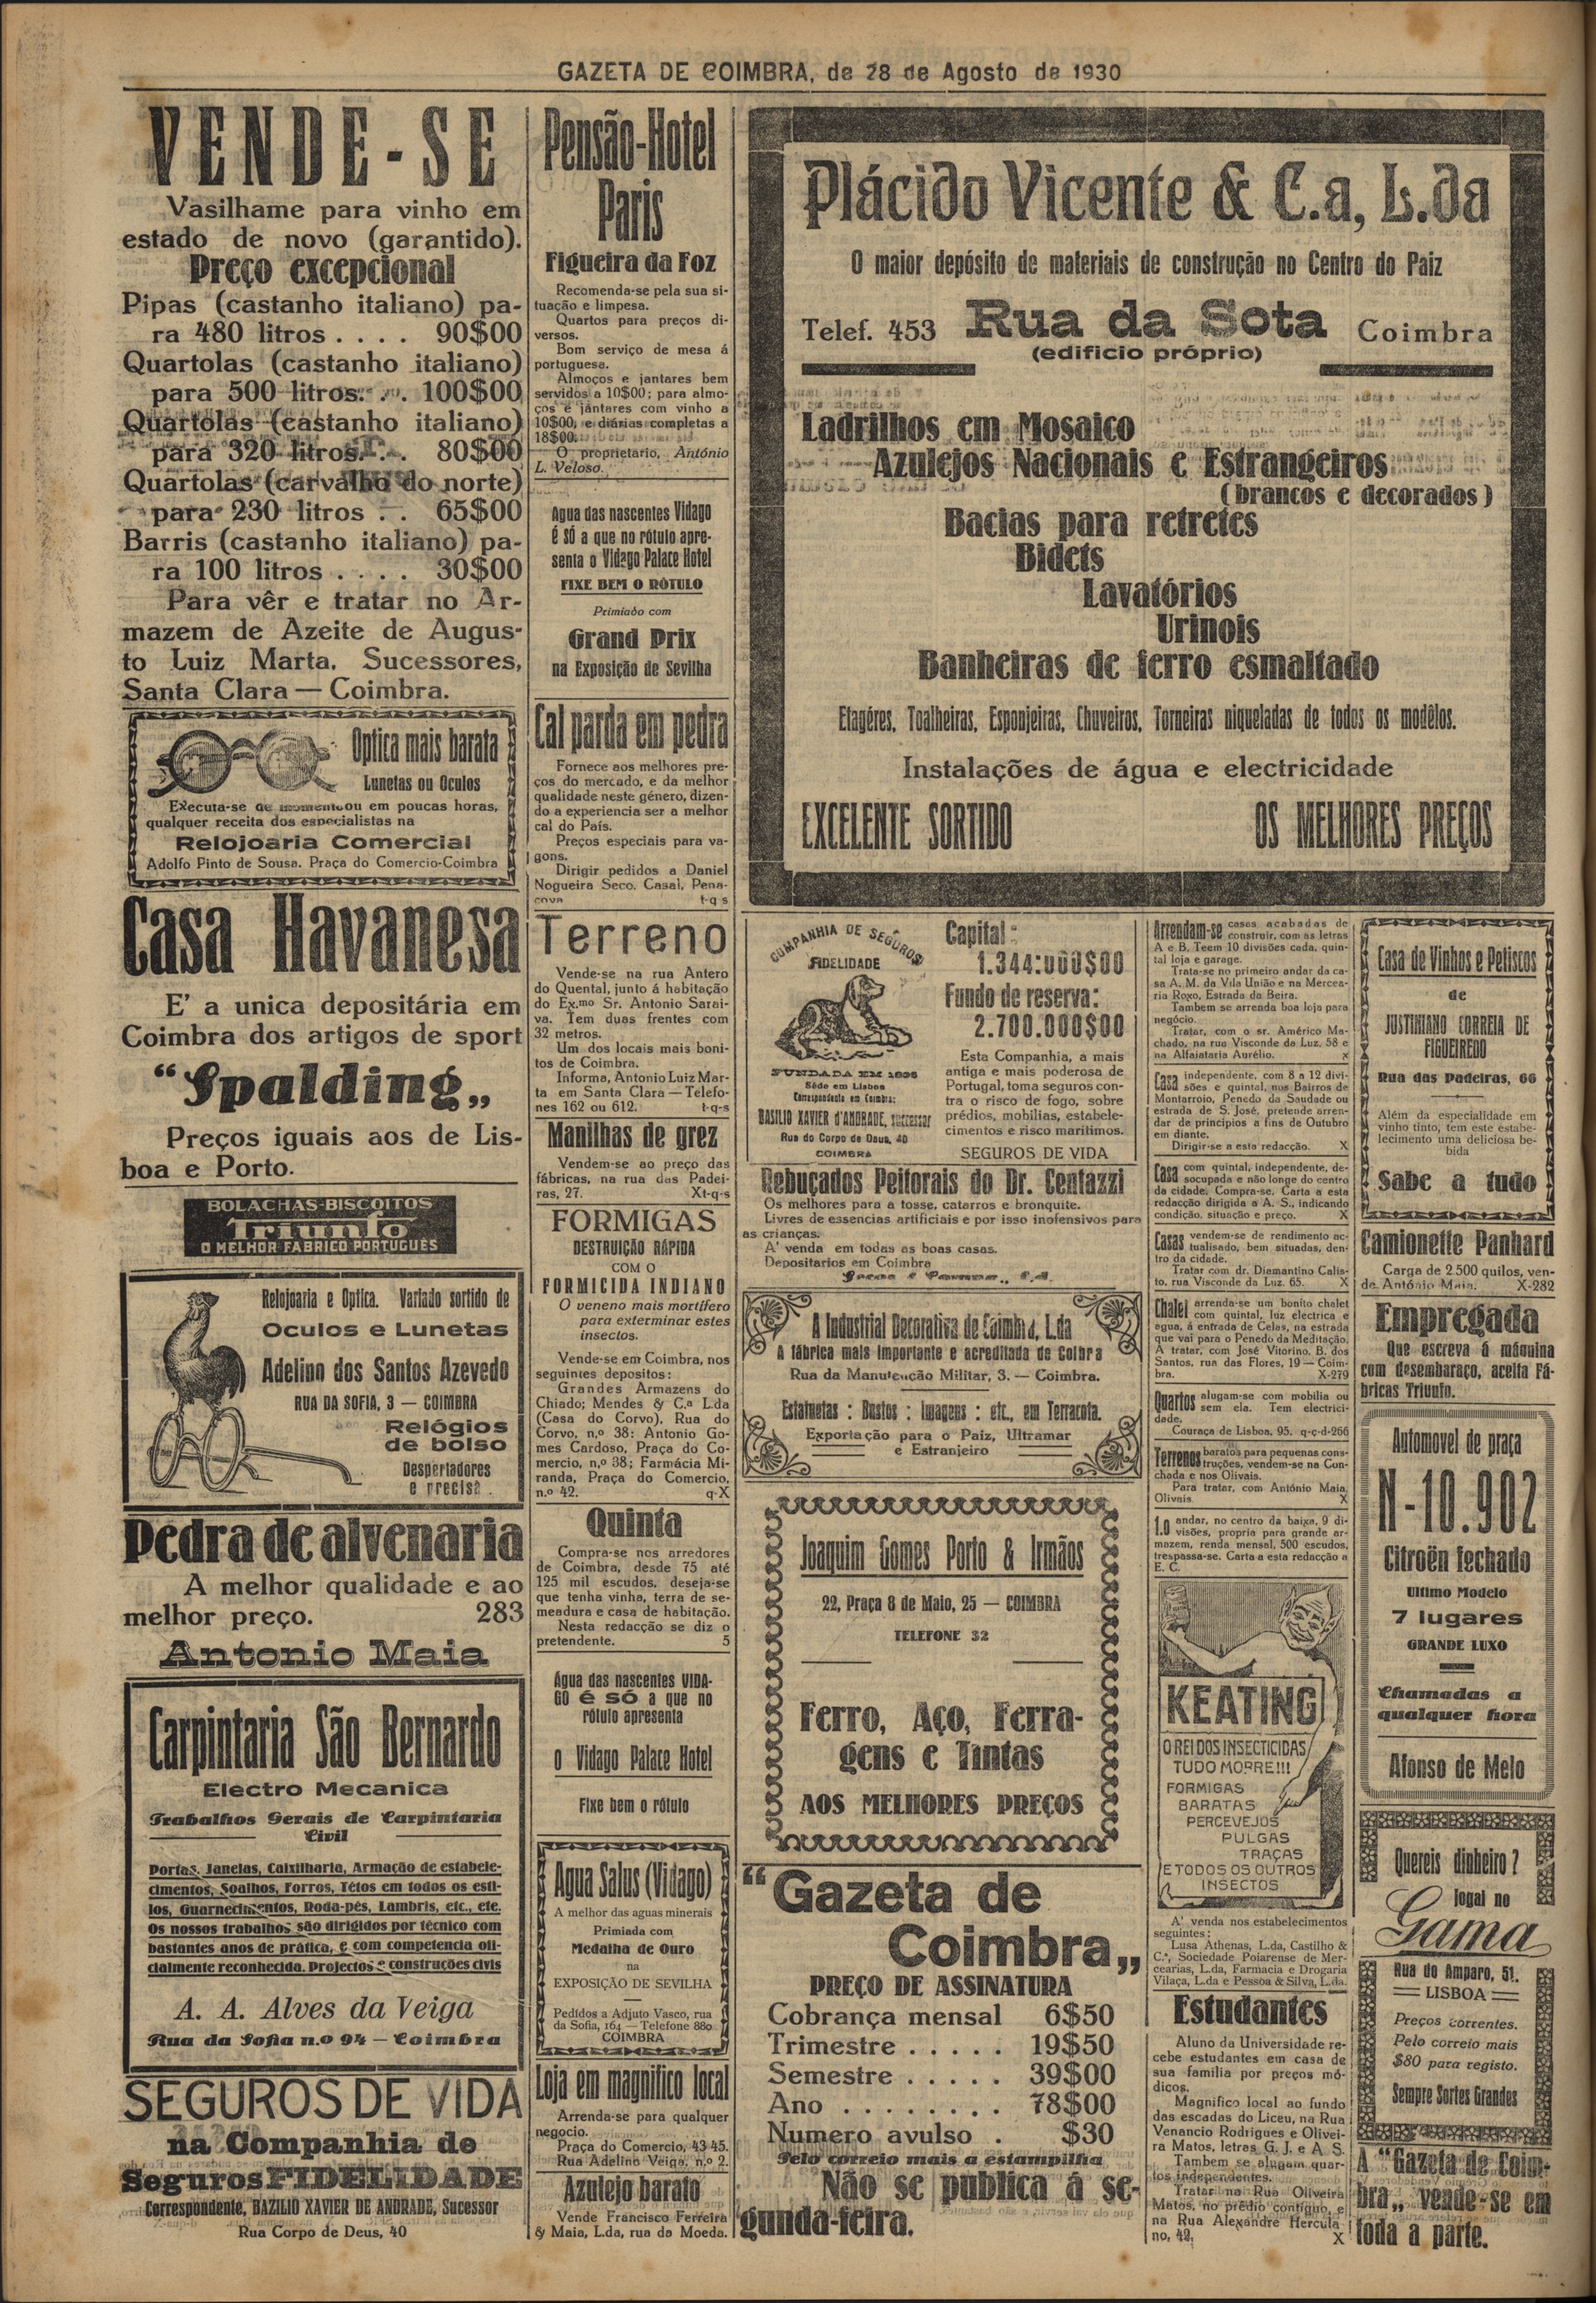 GAZETA DE COIMBRA, de 28 de Agosto de 1930
VENDE-SE
Vasilhame para vinho em
estado de novo (garantido).
Preço excepcional
Pipas (castanho italiano) pa-
ra 480 litros . . . . 90$00
Quartolas (castanho italiano)
para 500 litros. . . 100$00
Quartolas (castanho italiano)
para 320 litros. . . 80$00
Quartolas (carvalho do norte)
para 230 litros . . 65$00
Barris (castanho italiano) pa-
ra 100 litros . . . . 30$00
Para vêr e tratar no Ar-
mazem de Azeite de Augus-
to Luiz Marta, Sucessores,
Santa Clara — Coimbra.
Optica mais barata
Lunetas ou Oculos
Executa-se de momento ou em poucas horas,
qualquer receita dos especialistas na
Relojoaria Comercial
Adolfo Pinto de Sousa. Praça do Comercio-Coimbra
Casa Havanesa
E' a unica depositária em
Coimbra dos artigos de sport
“Spalding„
Preços iguais aos de Lis-
boa e Porto.
BOLACHAS-BISCOITOS
Triunfo
O MELHOR FABRICO PORTUGUÊS
Relojoaria e Optica. Variado sortido de
Oculos e Lunetas
Adelino dos Santos Azevedo
RUA DA SOFIA, 3 — COIMBRA
Relógios
de bolso
Despertadores
e precisa
Pedra de alvenaria
A melhor qualidade e ao
melhor preço. 283
Antonio Maia
Carpintaria São Bernardo
Electro Mecanica
Trabalhos Gerais de Carpintaria
Civil
Portas, Janelas, Caixilharia, Armação de estabele-
cimentos, Soalhos, Forros, Tétos em todos os esti-
los, Guarnecimentos, Roda-pés, Lambris, etc., etc.
Os nossos trabalhos são dirigidos por técnico com
bastantes anos de prática, e com competencia ofi-
cialmente reconhecida. Projectos e construções civis
A. A. Alves da Veiga
Rua da Sofia n.o 94 — Coimbra
SEGUROS DE VIDA
na Companhia de
Seguros FIDELIDADE
Correspondente, BAZILIO XAVIER DE ANDRADE, Sucessor
Rua Corpo de Deus, 40
Pensão-Hotel
Paris
Figueira da Foz
Recomenda-se pela sua si-
tuação e limpesa.
Quartos para preços di-
versos.
Bom serviço de mesa á
portuguesa.
Almoços e jantares bem
servidos a 10$00; para almo-
ços e jántares com vinho a
10$00, e diárias completas a
18$00.
O proprietario, António
L. Veloso.
Agua das nascentes Vidago
é só a que no rótulo apre-
senta o Vidago Palace Hotel
FIXE BEM O RÓTULO
Primiado com
Grand Prix
na Exposição de Sevilha
Cal parda em pedra
Fornece aos melhores pre-
ços do mercado, e da melhor
qualidade neste género, dizen-
do a experiencia ser a melhor
cal do País.
Preços especiais para va-
gons.
Dirigir pedidos a Daniel
Nogueira Seco. Casal, Pena-
cova t-q-s
Terreno
Vende-se na rua Antero
do Quental, junto á habitação
do Ex.mo Sr. Antonio Sarai-
va. Tem duas frentes com
32 metros.
Um dos locais mais boni-
tos de Coimbra.
Informa, Antonio Luiz Mar-
ta em Santa Clara — Telefo-
nes 162 ou 612. t-q-s
Manilhas de grez
Vendem-se ao preço das
fábricas, na rua das Padei-
ras, 27. Xt-q-s
FORMIGAS
DESTRUIÇÃO RÁPIDA
COM O
FORMICIDA INDIANO
O veneno mais mortífero
para exterminar estes
insectos.
Vende-se em Coimbra, nos
seguintes depositos:
Grandes Armazens do
Chiado; Mendes & C.ª L.da
(Casa do Corvo), Rua do
Corvo, n.º 38: Antonio Go-
mes Cardoso, Praça do Co-
mercio, n.º 38; Farmácia Mi-
randa, Praça do Comercio,
n.º 42. q-X
Quinta
Compra-se nos arredores
de Coimbra, desde 75 até
125 mil escudos, deseja-se
que tenha vinha, terra de se-
meadura e casa de habitação.
Nesta redacção se diz o
pretendente. 5
Água das nascentes VIDA-
GO é só a que no
rótulo apresenta
o Vidago Palace Hotel
Fixe bem o rótulo
Agua Salus (Vidago)
A melhor das aguas minerais
Primiada com
Medalha de Ouro
na
EXPOSIÇÃO DE SEVILHA
Pedidos a Adjuto Vasco, rua
da Sofia, 164 — Telefone 880
COIMBRA
Loja em magnifico local
Arrenda-se para qualquer
negocio.
Praça do Comercio, 43 45.
Rua Adelino Veiga, n.º 2.
Azulejo barato
Vende Francisco Ferreira
& Maia, L.da, rua da Moeda.
Plácido Vicente & C.a, L.da
O maior depósito de materiais de construção no Centro do Paiz
Telef. 453 Rua da Sota Coimbra
(edificio próprio)
Ladrilhos em Mosaico
Azulejos Nacionais e Estrangeiros
(brancos e decorados)
Bacias para retretes
Bidets
Lavatórios
Urinois
Banheiras de ferro esmaltado
Etagéres, Toalheiras, Esponjeiras, Chuveiros, Torneiras niqueladas de todos os modêlos.
Instalações de água e electricidade
EXCELENTE SORTIDO OS MELHORES PREÇOS
COMPANHIA DE SEGUROS
FIDELIDADE
FUNDADA EM 1835
Séde em Lisboa
Correspondente em Coimbra:
BASILIO XAVIER d'ANDRADE, sucessor
Rua do Corpo de Deus, 40
COIMBRA
Capital:
1.344:000$00
Fundo de reserva:
2.700.000$00
Esta Companhia, a mais
antiga e mais poderosa de
Portugal, toma seguros con-
tra o risco de fogo, sobre
prédios, mobilias, estabele-
cimentos e risco maritimos.
SEGUROS DE VIDA
Rebuçados Peitorais do Dr. Centazzi
Os melhores para a tosse, catarros e bronquite.
Livres de essencias artificiais e por isso inofensivos para
as crianças.
A' venda em todas as boas casas.
Depositarios em Coimbra
A Industrial Decorativa de Coimbra, Lda
A fábrica mais importante e acreditada de Coibra
Rua da Manutenção Militar, 3. — Coimbra.
Estatuetas : Bustos : Imagens : etc., em Terracota.
Exportação para o Paiz, Ultramar
e Estranjeiro
Joaquim Gomes Porto & Irmãos
22, Praça 8 de Maio, 25 — COIMBRA
TELEFONE 32
Ferro, Aço, Ferra-
gens e Tintas
AOS MELHORES PREÇOS
“Gazeta de
Coimbra„
PREÇO DE ASSINATURA
Cobrança mensal 6$50
Trimestre . . . . . 19$50
Semestre . . . . . 39$00
Ano . . . . . . . . 78$00
Numero avulso . $30
Pelo correio mais a estampilha
Não se publica á se-
gunda-feira.
Arrendam-se casas acabadas de
construir, com as letras
A e B. Teem 10 divisões cada, quin-
tal loja e garage.
Trata-se no primeiro andar da ca-
sa A. M. da Vila União e na Mercea-
ria Roxo, Estrada da Beira.
Tambem se arrenda boa loja para
negócio.
Tratar, com o sr. Américo Ma-
chado, na rua Visconde da Luz, 58 e
na Alfaiataria Aurélio. x
Casa independente, com 8 a 12 divi-
sões e quintal, nos Bairros de
Montarroio, Penedo da Saudade ou
estrada de S. José, pretende arren-
dar de principios a fins de Outubro
em diante.
Dirigir-se a esta redacção. X
Casa com quintal, independente, de-
socupada e não longe do centro
da cidade. Compra-se. Carta a esta
redacção dirigida a A. S., indicando
condição, situação e preço. X
Casas vendem-se de rendimento ac-
tualisado, bem situadas, den-
tro da cidade.
Tratar com dr. Diamantino Calis-
to, rua Visconde da Luz. 65. X
Chalet arrenda-se um bonito chalet
com quintal, luz electrica e
agua, á entrada de Celas, na estrada
que vai para o Penedo da Meditação.
A tratar, com José Vitorino. B. dos
Santos, rua das Flores, 19 — Coim-
bra. X-279
Quartos alugam-se com mobilia ou
sem ela. Tem electrici-
dade.
Couraça de Lisboa, 95. q-c-d-266
Terrenos baratos para pequenas cons-
truções, vendem-se na Con-
chada e nos Olivais.
Para tratar, com António Maia,
Olivais X
1.o andar, no centro da baixa, 9 di-
visões, propria para grande ar-
mazem, renda mensal, 500 escudos,
trespassa-se. Carta a esta redacção a
E. C.
KEATING
O REI DOS INSECTICIDAS
TUDO MORRE!!!
FORMIGAS
BARATAS
PERCEVEJOS
PULGAS
TRAÇAS
E TODOS OS OUTROS
INSECTOS
A' venda nos estabelecimentos
seguintes:
Lusa Athenas, L.da, Castilho &
C.ª, Sociedade Poiarense de Mer-
cearias, L.da, Farmacia e Drogaria
Vilaça, L.da e Pessoa & Silva, L.da.
Estudantes
Aluno da Universidade re-
cebe estudantes em casa de
sua familia por preços mó-
dicos.
Magnifico local ao fundo
das escadas do Liceu, na Rua
Venancio Rodrigues e Olivei-
ra Matos, letras G. J. e A S.
Tambem se alugam quar-
tos independentes.
Tratar na Rua Oliveira
Matos, no prédio contíguo, e
na Rua Alexandre Hercula-
no, 42. X
Casa de Vinhos e Petiscos
de
JUSTINIANO CORREIA DE
FIGUEIREDO
Rua das Padeiras, 66
Além da especialidade em
vinho tinto, tem este estabe-
lecimento uma deliciosa be-
bida
Sabe a tudo
Camionette Panhard
Carga de 2.500 quilos, ven-
de. António Maia. X-282
Empregada
Que escreva á máquina
com desembaraço, aceita Fá-
bricas Triunfo.
Automovel de praça
N-10.902
Citroën fechado
Ultimo Modelo
7 lugares
GRANDE LUXO
Chamadas a
qualquer hora
Afonso de Melo
Quereis dinheiro?
Jogai no
Gama
Rua do Amparo, 51.
LISBOA
Preços correntes.
Pelo correio mais
$80 para registo.
Sempre Sortes Grandes
A “Gazeta de Coim-
bra„ vende-se em
toda a parte.